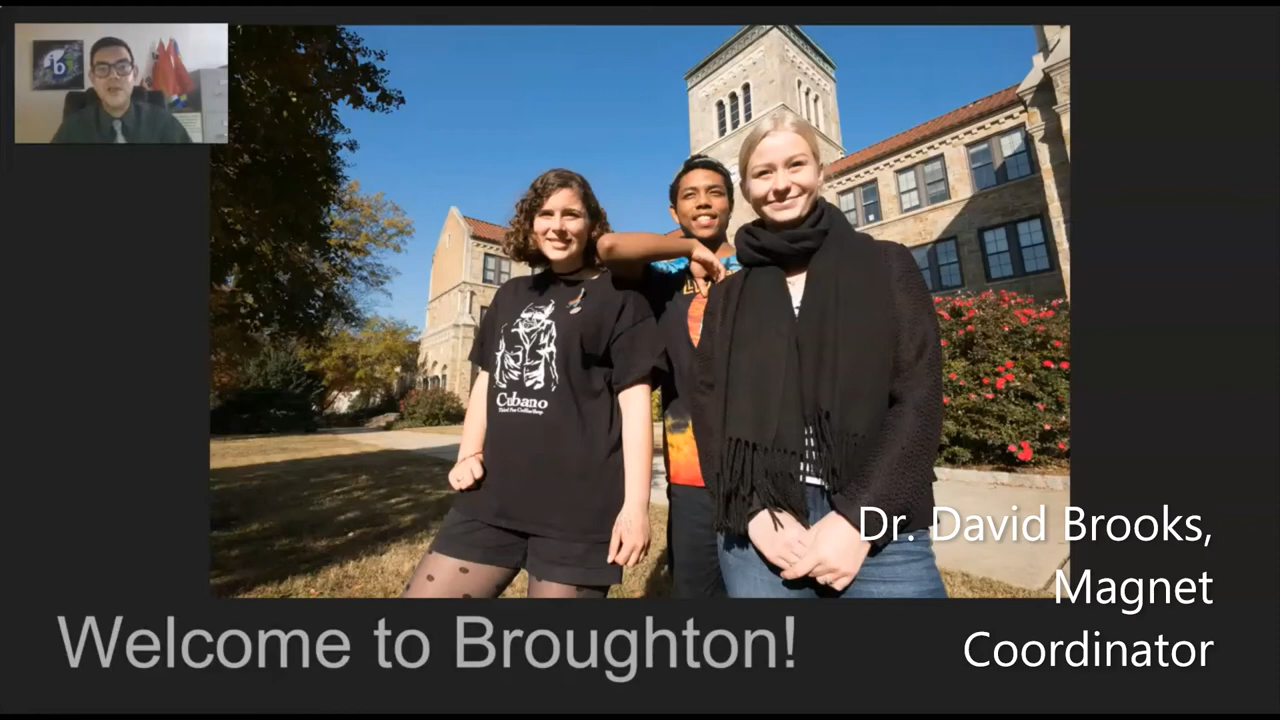 Cubano
Welcome to Broughton!
Dr. David Brooks,
Magnet
Coordinator